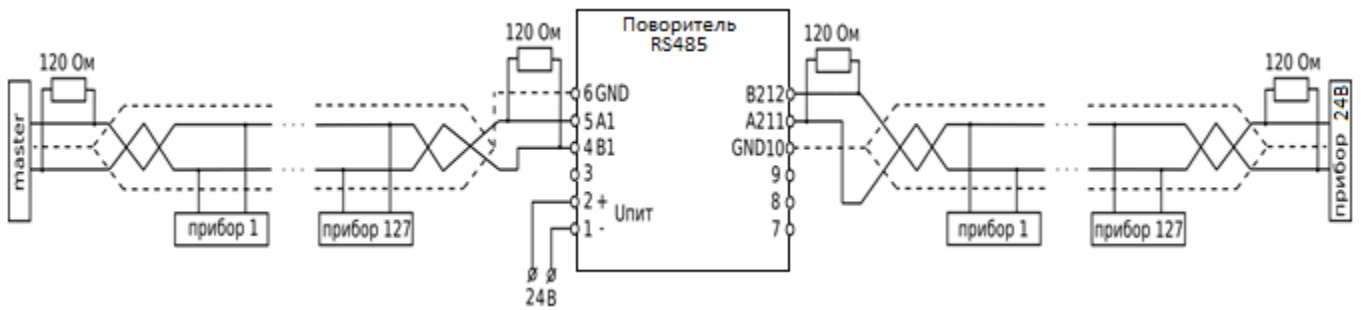 Поворитель
RS485
120 Ом
120 Ом
120 Ом
120 Ом
master
6 GND
5 A1
4 B1
3
2 +
1 -
Uпит
24В
B2 12
A2 11
GND 10
9
8
7
прибор 1
прибор 127
прибор 1
прибор 127
прибор 24В